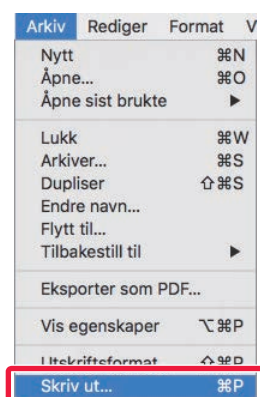 Arkiv Rediger Format V
Nytt ⌘N
Åpne... ⌘O
Åpne sist brukte ▶
Lukk ⌘W
Arkiver... ⌘S
Dupliser ⇧⌘S
Endre navn...
Flytt til...
Tilbakestill til ▶
Eksporter som PDF...
Vis egenskaper ⌥⌘P
Utskriftsformat ⇧⌘P
Skriv ut... ⌘P